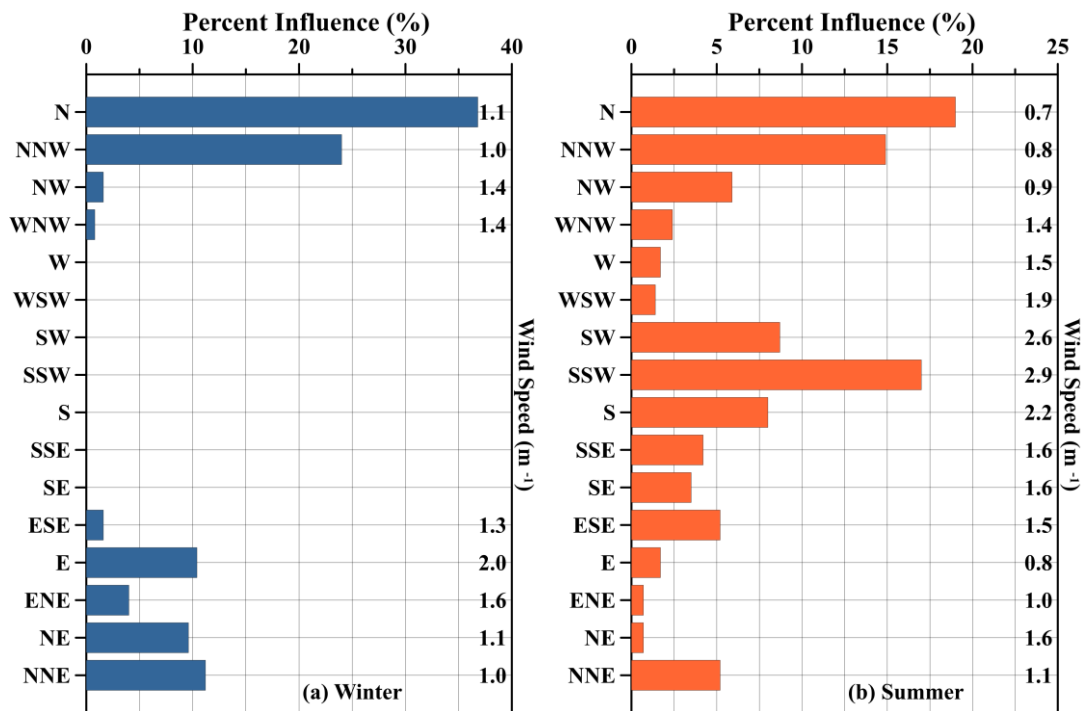 Percent Influence (%)
0 10 20 30 40
N 1.1
NNW 1.0
NW 1.4
WNW 1.4
W
WSW
SW
SSW
S
SSE
SE
ESE 1.3
E 2.0
ENE 1.6
NE 1.1
NNE 1.0
Wind Speed (m ⁻¹)
(a) Winter
Percent Influence (%)
0 5 10 15 20 25
N 0.7
NNW 0.8
NW 0.9
WNW 1.4
W 1.5
WSW 1.9
SW 2.6
SSW 2.9
S 2.2
SSE 1.6
SE 1.6
ESE 1.5
E 0.8
ENE 1.0
NE 1.6
NNE 1.1
Wind Speed (m ⁻¹)
(b) Summer